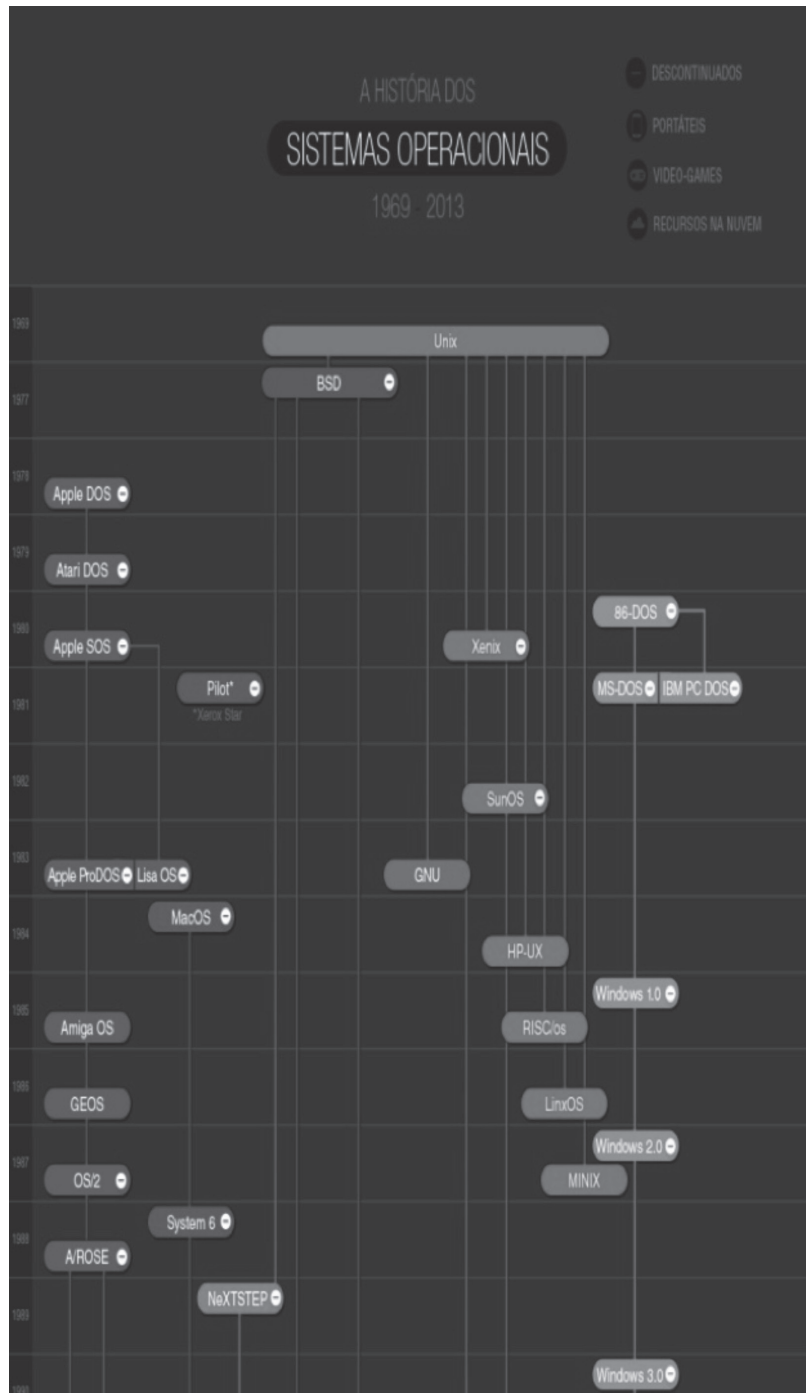 A HISTÓRIA DOS
SISTEMAS OPERACIONAIS
1969 - 2013
DESCONTINUADOS
PORTÁTEIS
VIDEO-GAMES
RECURSOS NA NUVEM
1969
Unix
BSD
1977
1978
Apple DOS
1979
Atari DOS
86-DOS
1980
Apple SOS
Xenix
Pilot*
MS-DOS
IBM PC DOS
1981
*Xerox Star
1982
SunOS
1983
Apple ProDOS
Lisa OS
GNU
MacOS
1984
HP-UX
Windows 1.0
1985
Amiga OS
RISC/os
1986
GEOS
LinxOS
Windows 2.0
1987
OS/2
MINIX
System 6
1988
A/ROSE
NeXTSTEP
1989
Windows 3.0
1990